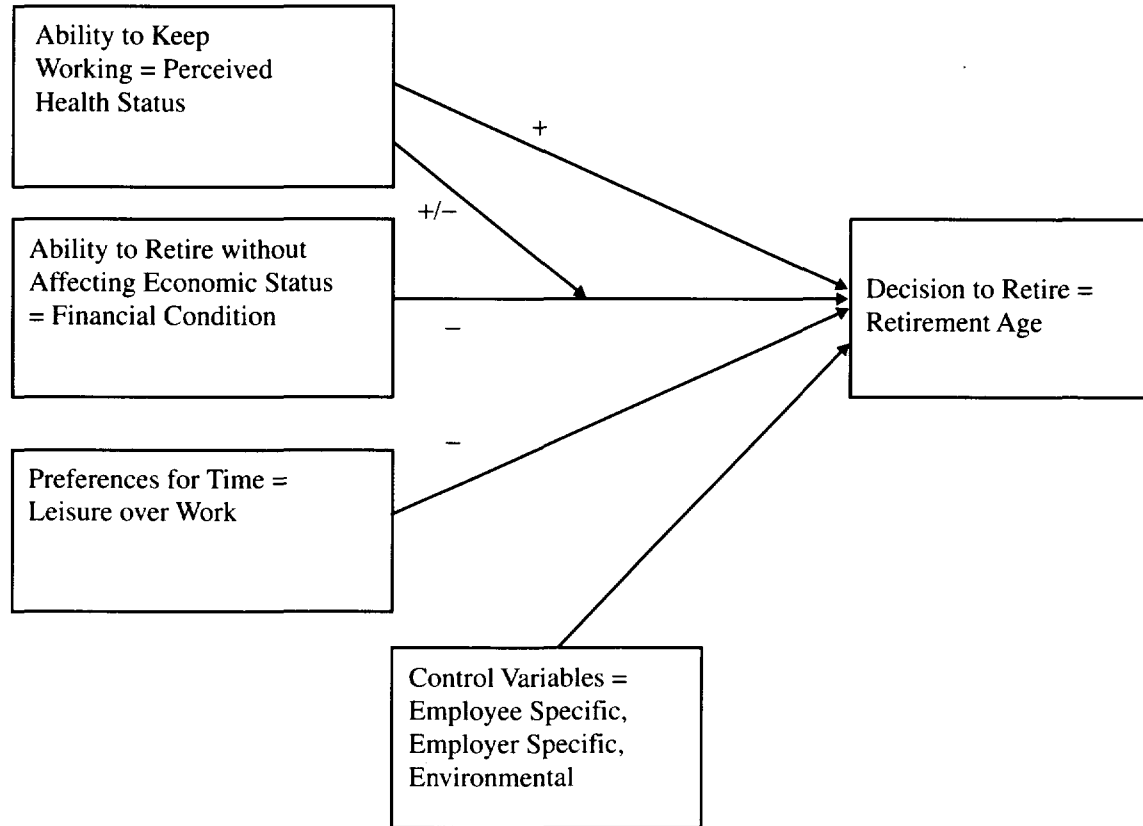 Ability to Keep
Working = Perceived
Health Status
+
+/−
Ability to Retire without
Affecting Economic Status
= Financial Condition
−
Decision to Retire =
Retirement Age
−
Preferences for Time =
Leisure over Work
Control Variables =
Employee Specific,
Employer Specific,
Environmental